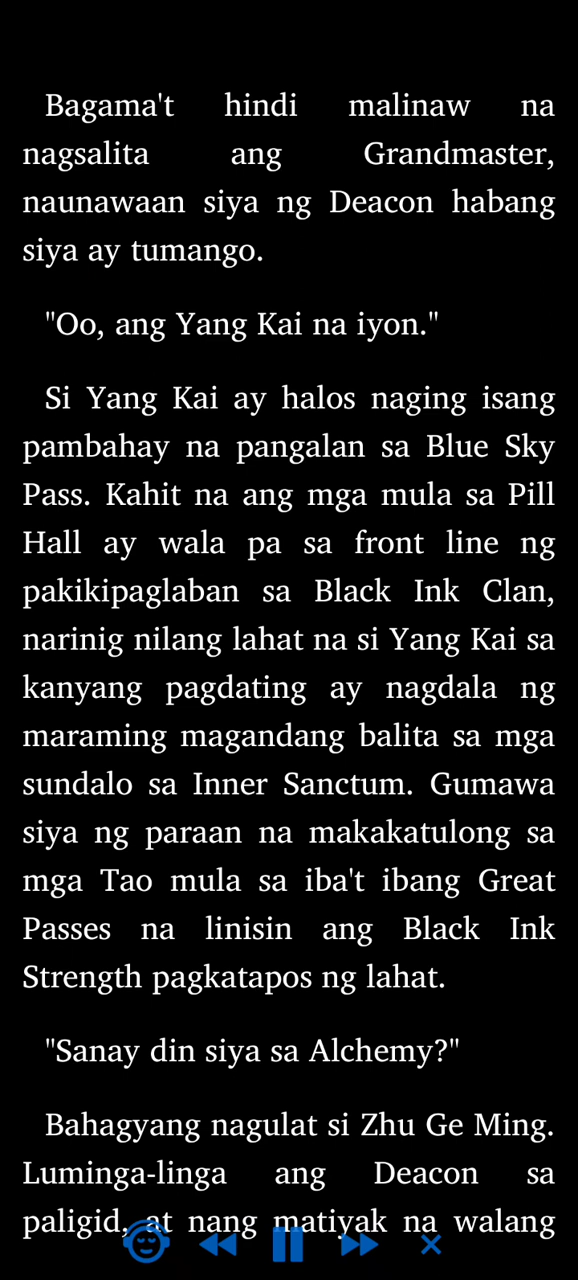 Bagama't hindi malinaw na
nagsalita ang Grandmaster,
naunawaan siya ng Deacon habang
siya ay tumango.
"Oo, ang Yang Kai na iyon."
Si Yang Kai ay halos naging isang
pambahay na pangalan sa Blue Sky
Pass. Kahit na ang mga mula sa Pill
Hall ay wala pa sa front line ng
pakikipaglaban sa Black Ink Clan,
narinig nilang lahat na si Yang Kai sa
kanyang pagdating ay nagdala ng
maraming magandang balita sa mga
sundalo sa Inner Sanctum. Gumawa
siya ng paraan na makakatulong sa
mga Tao mula sa iba't ibang Great
Passes na linisin ang Black Ink
Strength pagkatapos ng lahat.
"Sanay din siya sa Alchemy?"
Bahagyang nagulat si Zhu Ge Ming.
Luminga-linga ang Deacon sa
paligid, at nang matiyak na walang